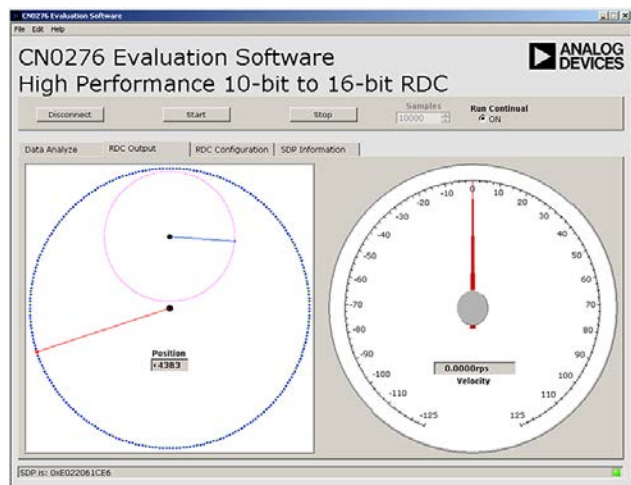 CN0276 Evaluation Software
File Edit Help
CN0276 Evaluation Software
High Performance 10-bit to 16-bit RDC
ANALOG
DEVICES
Disconnect
Start
Stop
Samples
10000
Run Continual
ON
Data Analyze
RDC Output
RDC Configuration
SDP Information
Position
-43B3
-125
-110
-100
-90
-80
-70
-60
-50
-40
-30
-20
-10
0
10
20
30
40
50
60
70
80
90
100
110
125
0.0000rps
Velocity
SDP is: 0xE022061CE6